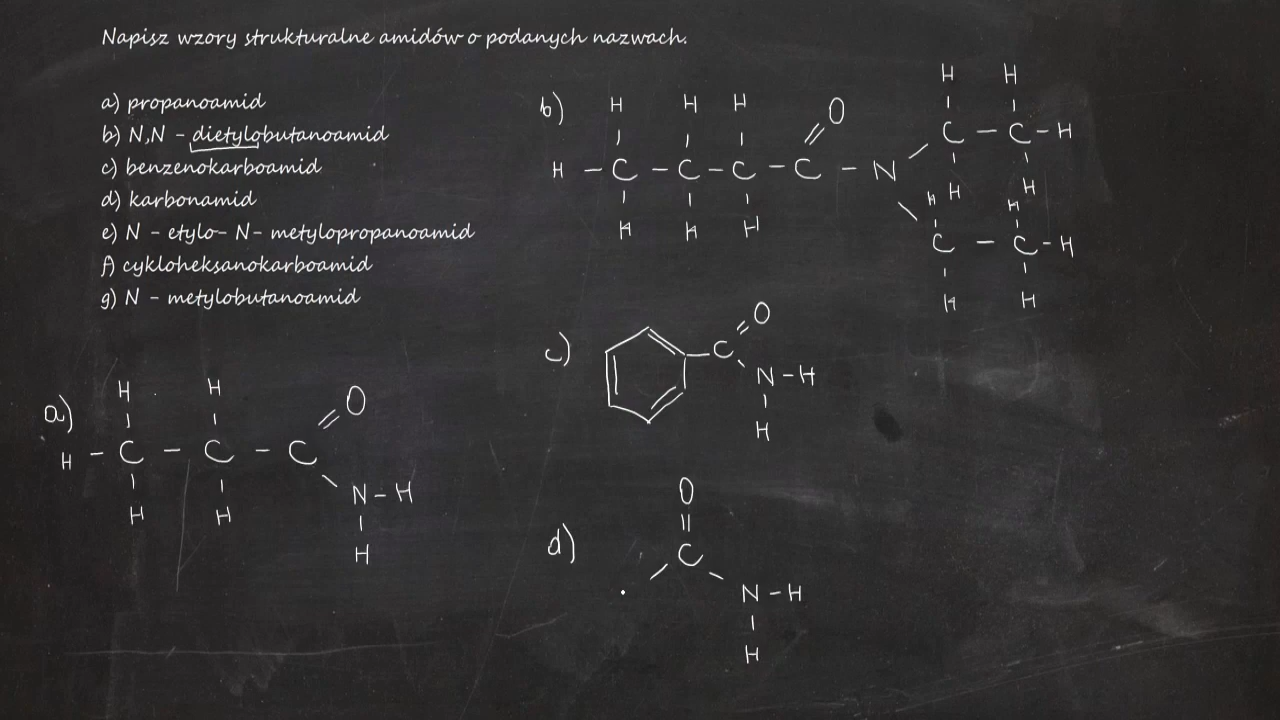 Napisz wzory strukturalne amidów o podanych nazwach.
a) propanoamid
b) N,N - dietylobutanoamid
c) benzenokarboamid
d) karbonamid
e) N - etylo- N- metylopropanoamid
f) cykloheksanokarboamid
g) N - metylobutanoamid
a)
H H O
H - C - C - C
H H N - H
H
b)
H H
H H H O C - C - H
H - C - C - C - C - N H H
H H H H H
C - C - H
H H
c)
O
C
N - H
H
d)
O
C
N - H
H